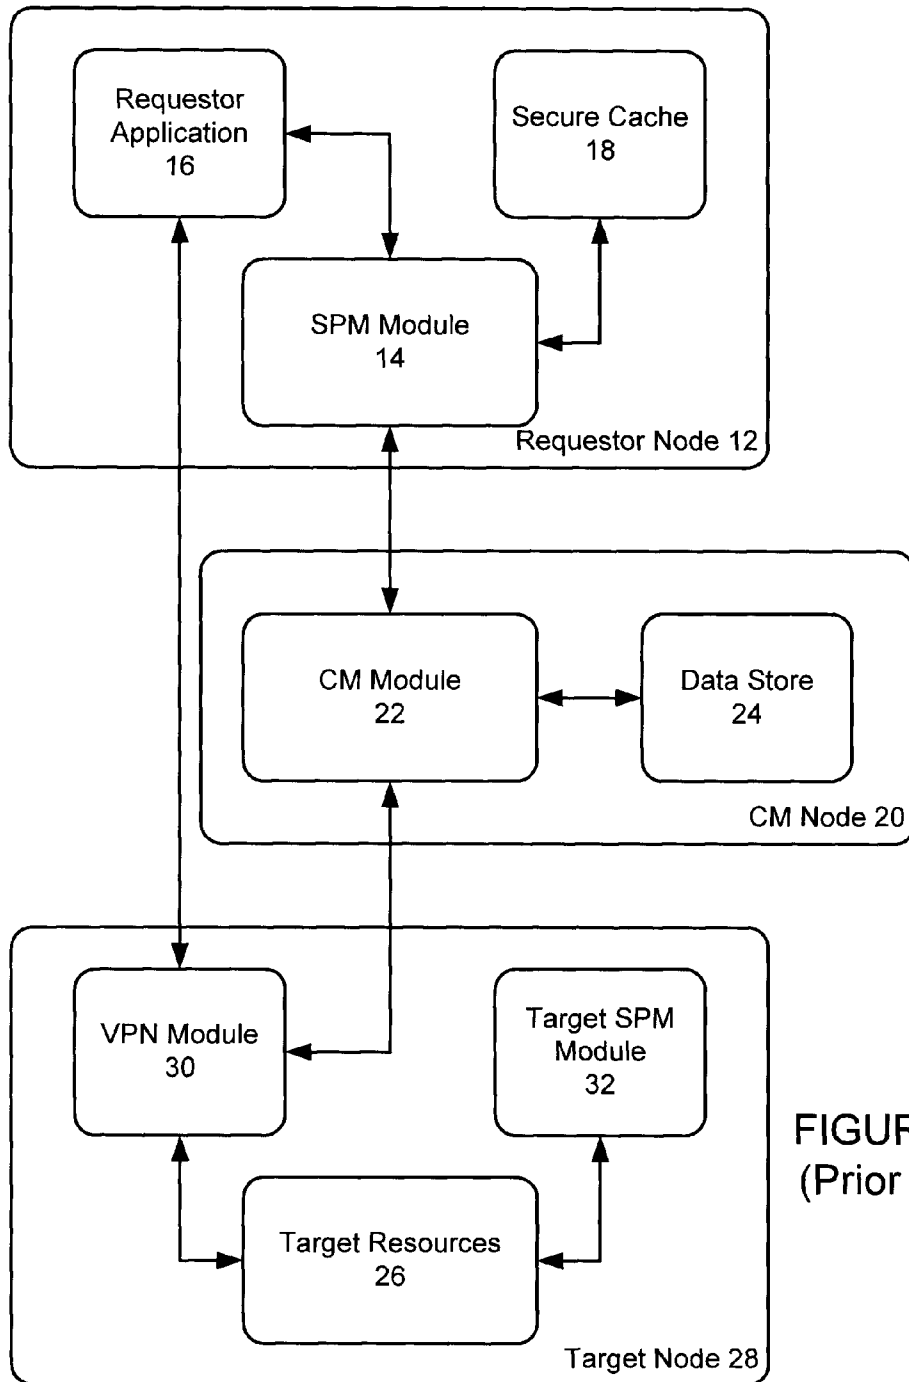 Requestor
Application
16
Secure Cache
18
SPM Module
14
Requestor Node 12
CM Module
22
Data Store
24
CM Node 20
VPN Module
30
Target SPM
Module
32
Target Resources
26
Target Node 28
(Prior